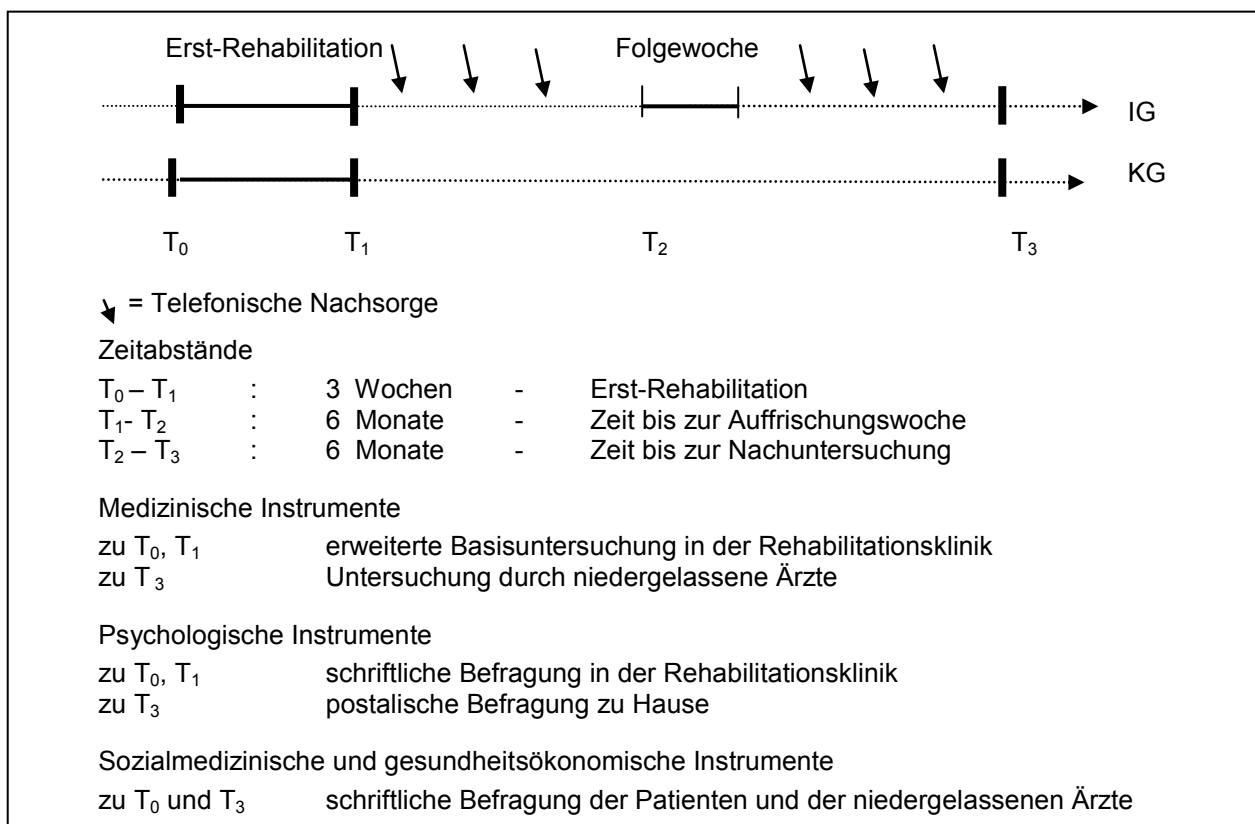 Erst-Rehabilitation Folgewoche
IG
KG
T0 T1 T2 T3
= Telefonische Nachsorge
Zeitabstände
T0 – T1 : 3 Wochen - Erst-Rehabilitation
T1- T2 : 6 Monate - Zeit bis zur Auffrischungswoche
T2 – T3 : 6 Monate - Zeit bis zur Nachuntersuchung
Medizinische Instrumente
zu T0, T1 erweiterte Basisuntersuchung in der Rehabilitationsklinik
zu T3 Untersuchung durch niedergelassene Ärzte
Psychologische Instrumente
zu T0, T1 schriftliche Befragung in der Rehabilitationsklinik
zu T3 postalische Befragung zu Hause
Sozialmedizinische und gesundheitsökonomische Instrumente
zu T0 und T3 schriftliche Befragung der Patienten und der niedergelassenen Ärzte